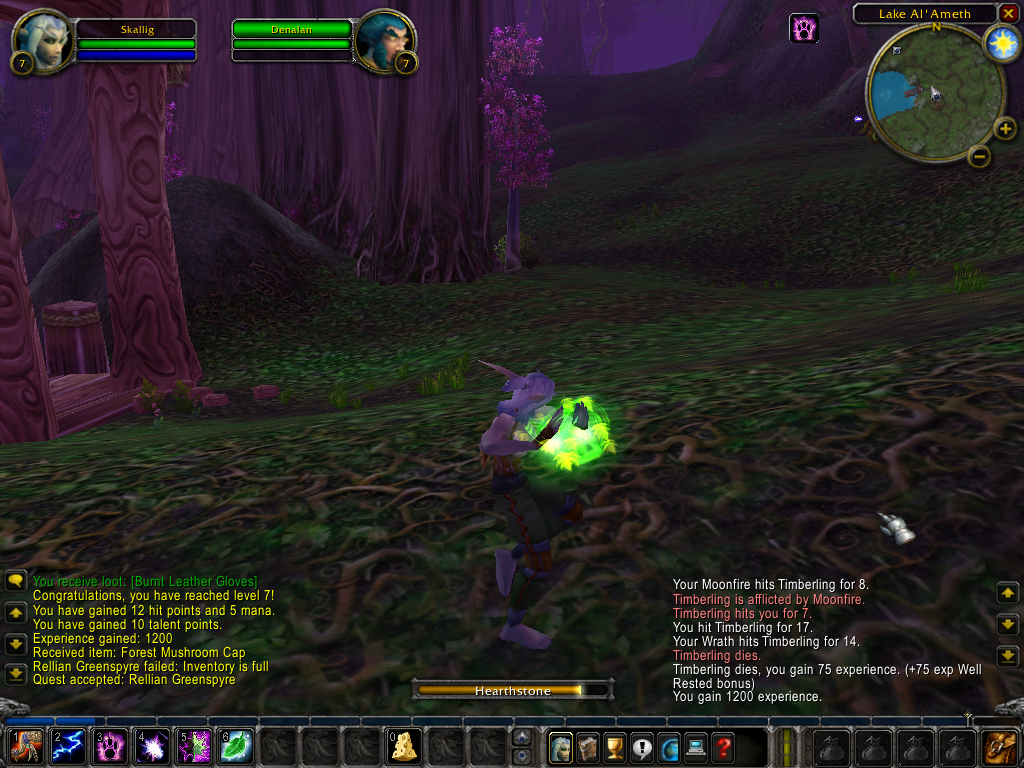 Skallig
7
Denalan
7
Lake Al'Ameth
N
You receive loot: [Burnt Leather Gloves]
Congratulations, you have reached level 7!
You have gained 12 hit points and 5 mana.
You have gained 10 talent points.
Experience gained: 1200
Received item: Forest Mushroom Cap
Rellian Greenspyre failed: Inventory is full
Quest accepted: Rellian Greenspyre
Your Moonfire hits Timberling for 8.
Timberling is afflicted by Moonfire.
Timberling hits you for 7.
You hit Timberling for 17.
Your Wrath hits Timberling for 14.
Timberling dies.
Timberling dies, you gain 75 experience. (+75 exp Well
Rested bonus)
You gain 1200 experience.
Hearthstone
1 2 3 4 5 6 0